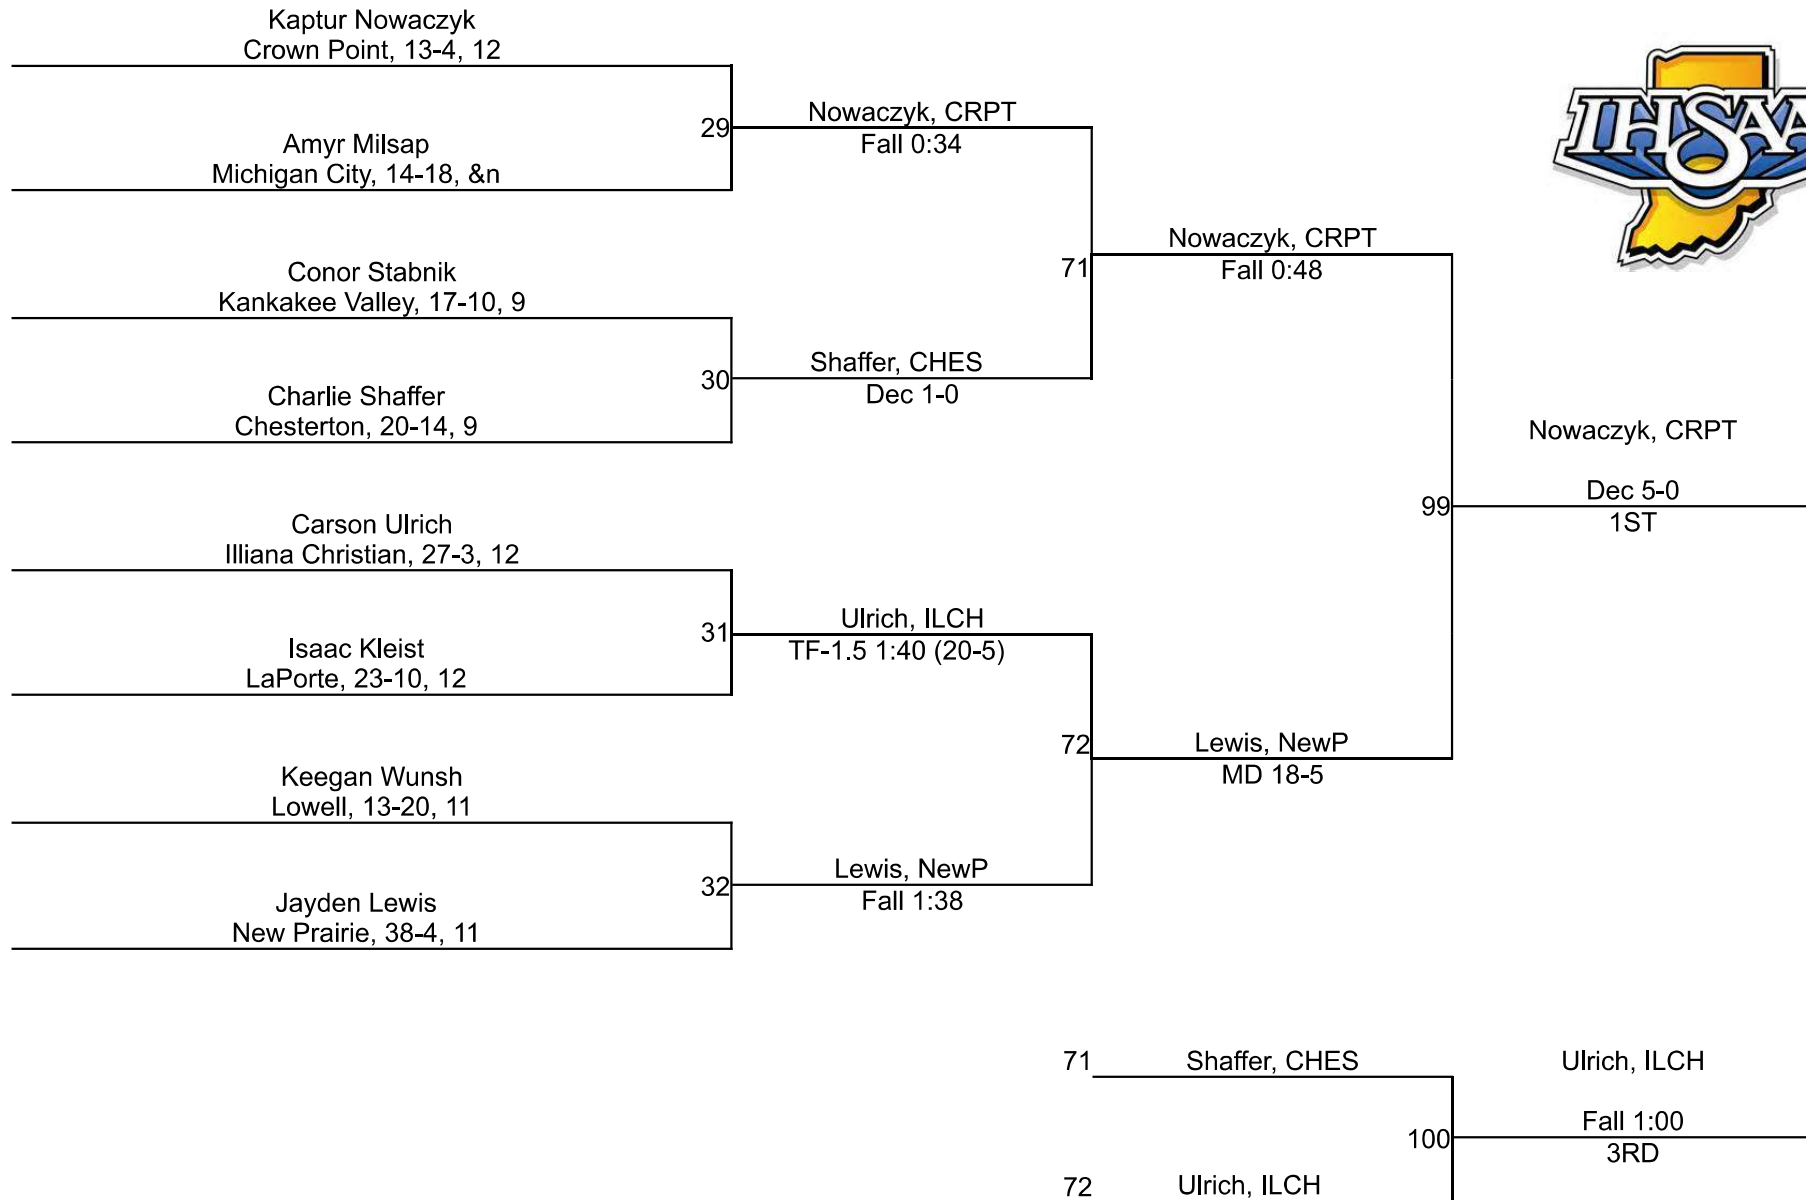 Kaptur Nowaczyk
Crown Point, 13-4, 12
Amyr Milsap
Michigan City, 14-18, &n
Conor Stabnik
Kankakee Valley, 17-10, 9
Charlie Shaffer
Chesterton, 20-14, 9
Carson Ulrich
Illiana Christian, 27-3, 12
Isaac Kleist
LaPorte, 23-10, 12
Keegan Wunsh
Lowell, 13-20, 11
Jayden Lewis
New Prairie, 38-4, 11
29
Nowaczyk, CRPT
Fall 0:34
30
Shaffer, CHES
Dec 1-0
31
Ulrich, ILCH
TF-1.5 1:40 (20-5)
32
Lewis, NewP
Fall 1:38
71
Nowaczyk, CRPT
Fall 0:48
72
Lewis, NewP
MD 18-5
IHSAA
99
Nowaczyk, CRPT
Dec 5-0
1ST
71
Shaffer, CHES
72
Ulrich, ILCH
100
Ulrich, ILCH
Fall 1:00
3RD